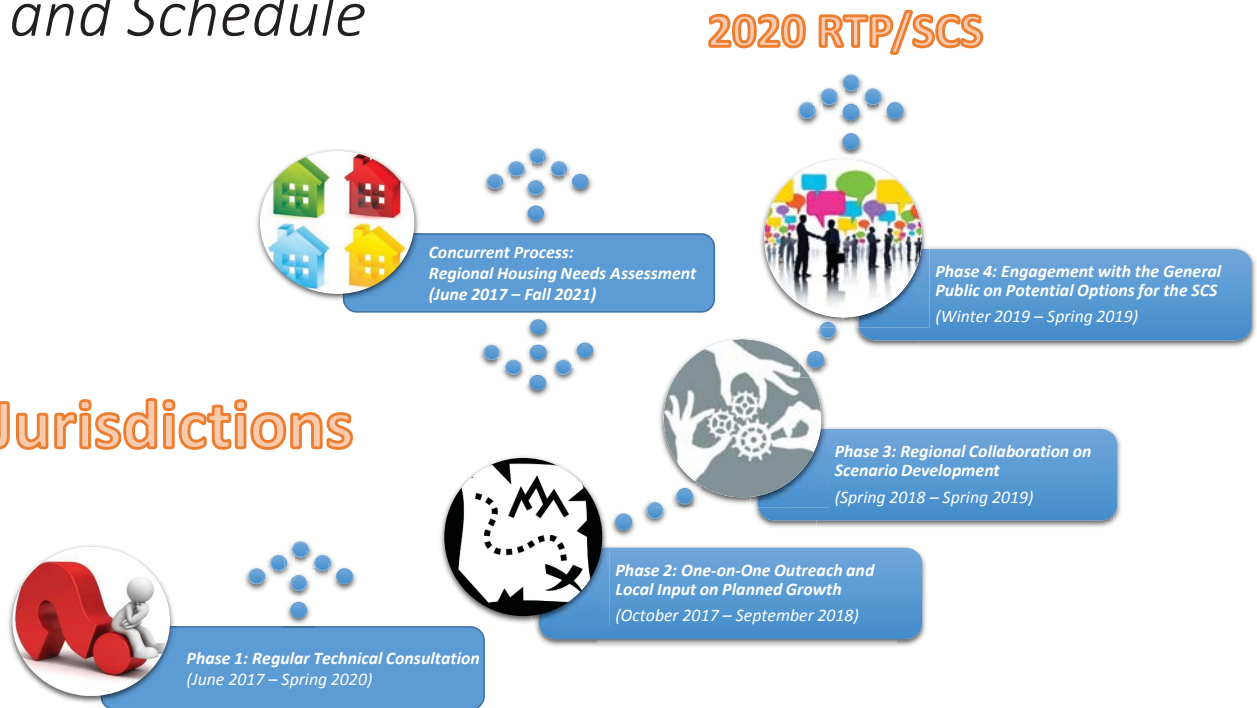 and Schedule
2020 RTP/SCS
Concurrent Process:
Regional Housing Needs Assessment
(June 2017 – Fall 2021)
Phase 4: Engagement with the General
Public on Potential Options for the SCS
(Winter 2019 – Spring 2019)
Jurisdictions
Phase 3: Regional Collaboration on
Scenario Development
(Spring 2018 – Spring 2019)
Phase 2: One-on-One Outreach and
Local Input on Planned Growth
(October 2017 – September 2018)
Phase 1: Regular Technical Consultation
(June 2017 – Spring 2020)